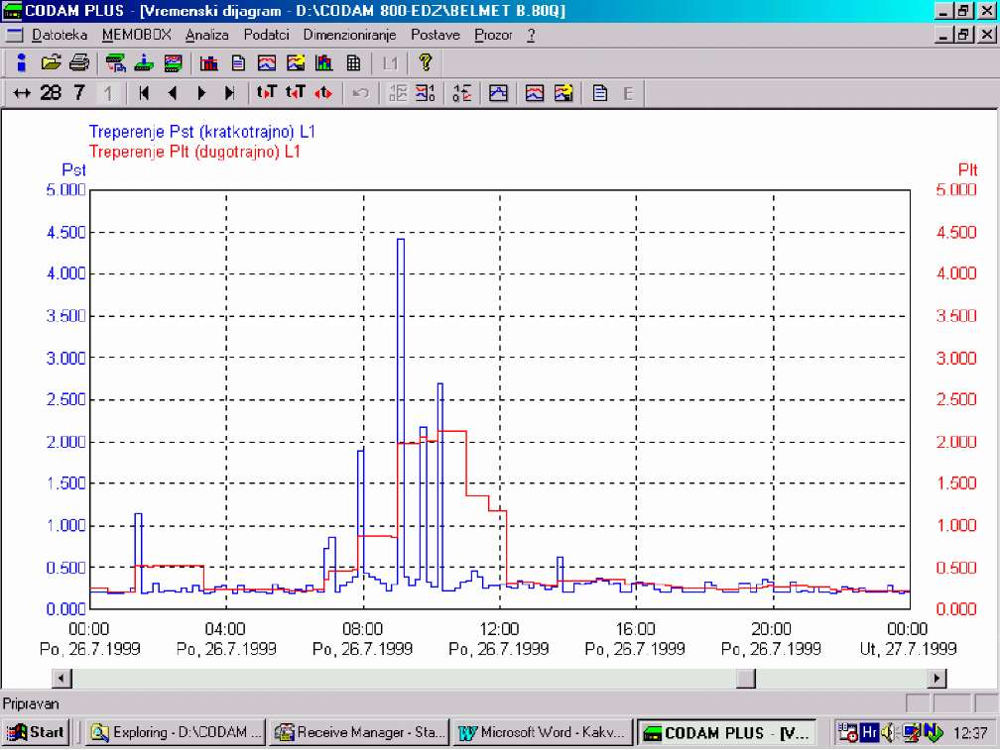 CODAM PLUS - [Vremenski dijagram - D:\CODAM 800-EDZ\BELMET B.80Q]
Datoteka MEMOBOX Analiza Podatci Dimenzioniranje Postave Prozor ?
L1 ?
28 7 1 t▸T t◂T ◂t▸ E
Treperenje Pst (kratkotrajno) L1
Treperenje Plt (dugotrajno) L1
Pst Plt
5.000 5.000
4.500 4.500
4.000 4.000
3.500 3.500
3.000 3.000
2.500 2.500
2.000 2.000
1.500 1.500
1.000 1.000
0.500 0.500
0.000 0.000
00:00 04:00 08:00 12:00 16:00 20:00 00:00
Po, 26.7.1999 Po, 26.7.1999 Po, 26.7.1999 Po, 26.7.1999 Po, 26.7.1999 Po, 26.7.1999 Ut, 27.7.1999
Pripravan
Start Exploring - D:\CODAM ... Receive Manager - Sta... Microsoft Word - Kakv... CODAM PLUS - [V... Hr 12:37